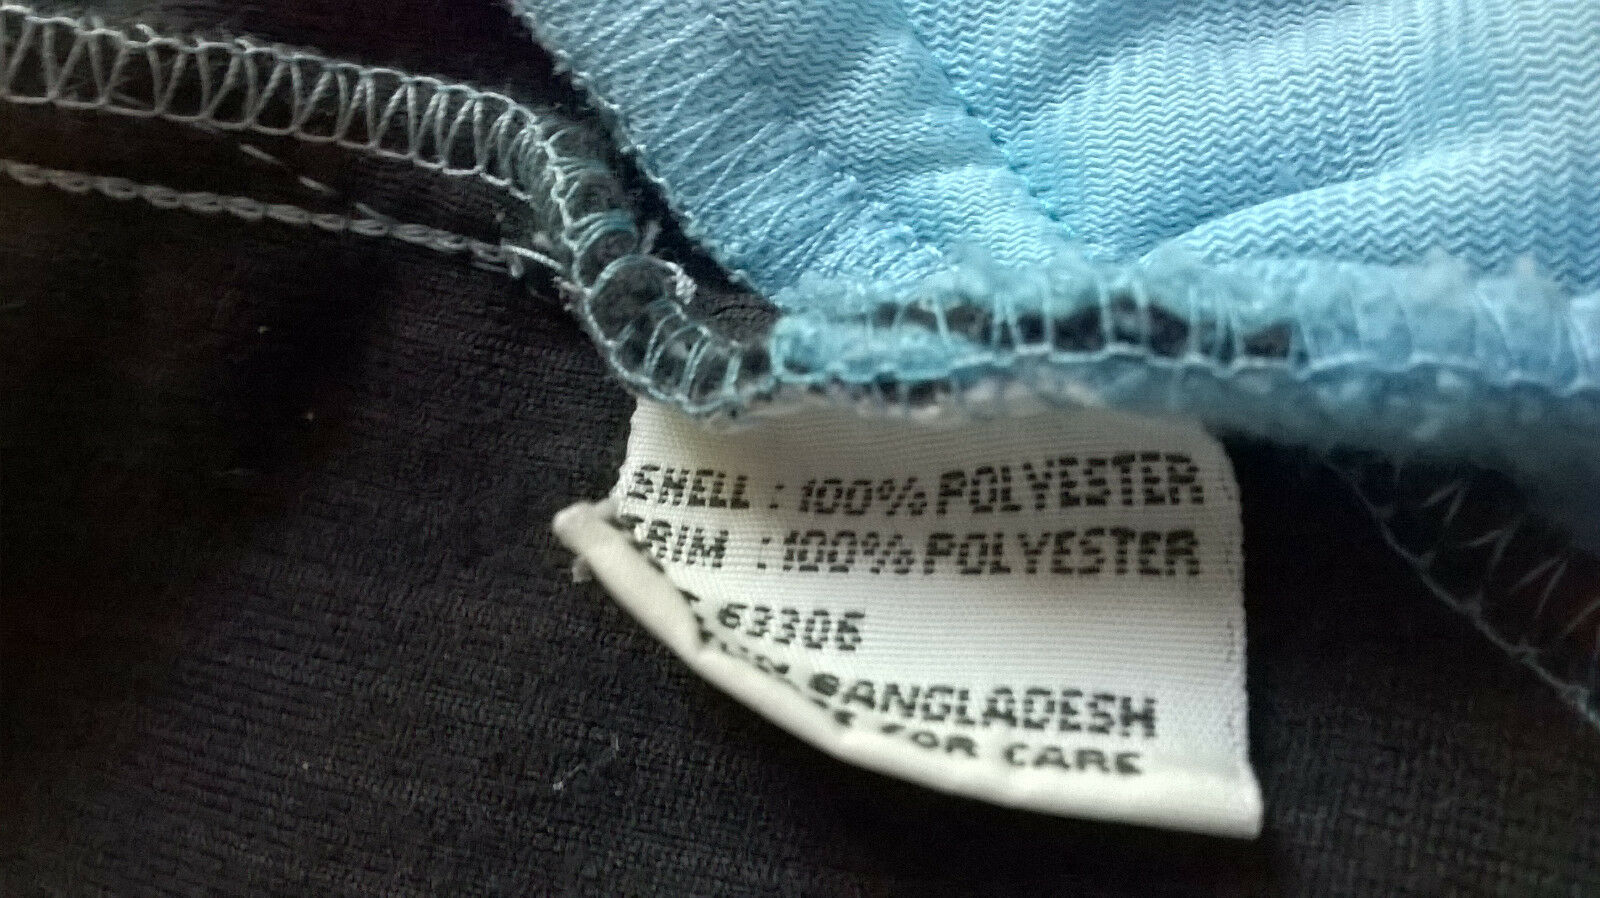 SHELL : 100% POLYESTER
TRIM : 100% POLYESTER
63306
BANGLADESH
FOR CARE